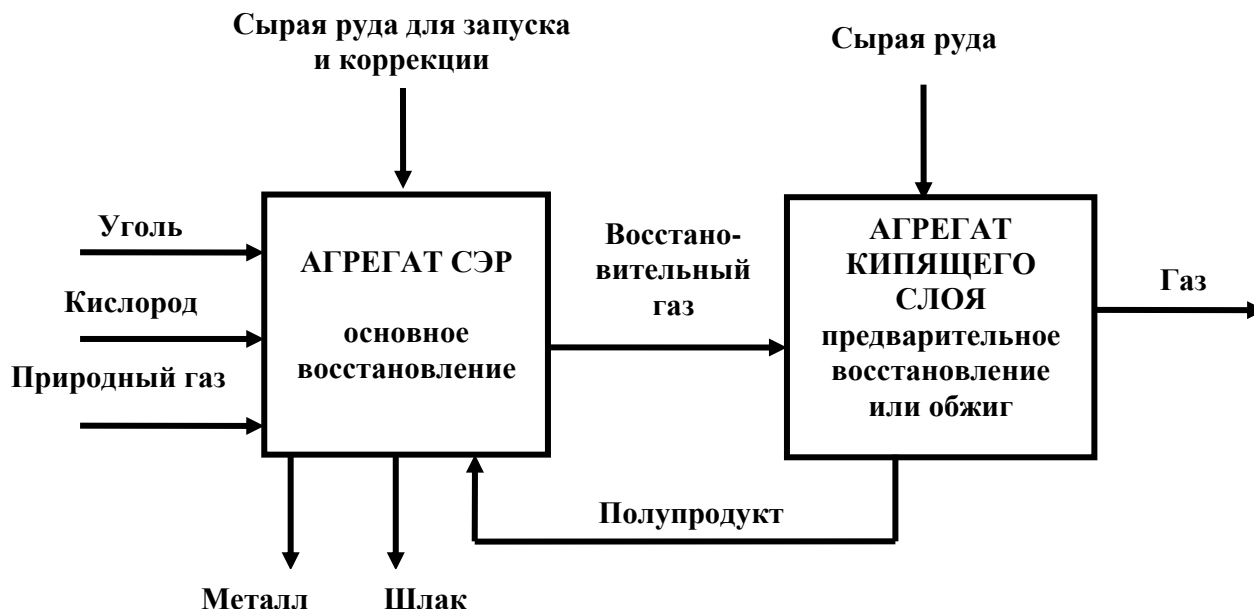 Сырая руда для запуска
и коррекции
Сырая руда
Уголь
Кислород
Природный газ
АГРЕГАТ СЭР
основное
восстановление
Восстано-
вительный
газ
АГРЕГАТ
КИПЯЩЕГО
СЛОЯ
предварительное
восстановление
или обжиг
Газ
Полупродукт
Металл
Шлак